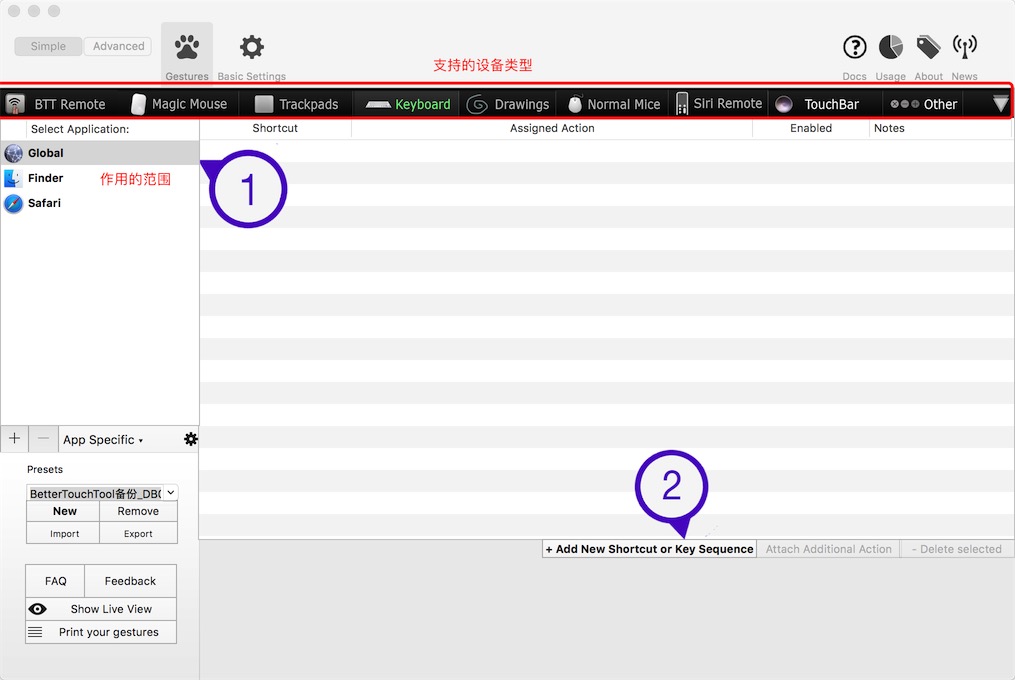 Simple
Advanced
Gestures
Basic Settings
支持的设备类型
Docs
Usage
About
News
BTT Remote
Magic Mouse
Trackpads
Keyboard
Drawings
Normal Mice
Siri Remote
TouchBar
Other
Select Application:
Shortcut
Assigned Action
Enabled
Notes
Global
Finder
作用的范围
Safari
1
App Specific
Presets
BetterTouchTool备份_DB
New
Remove
Import
Export
2
+ Add New Shortcut or Key Sequence
Attach Additional Action
- Delete selected
FAQ
Feedback
Show Live View
Print your gestures